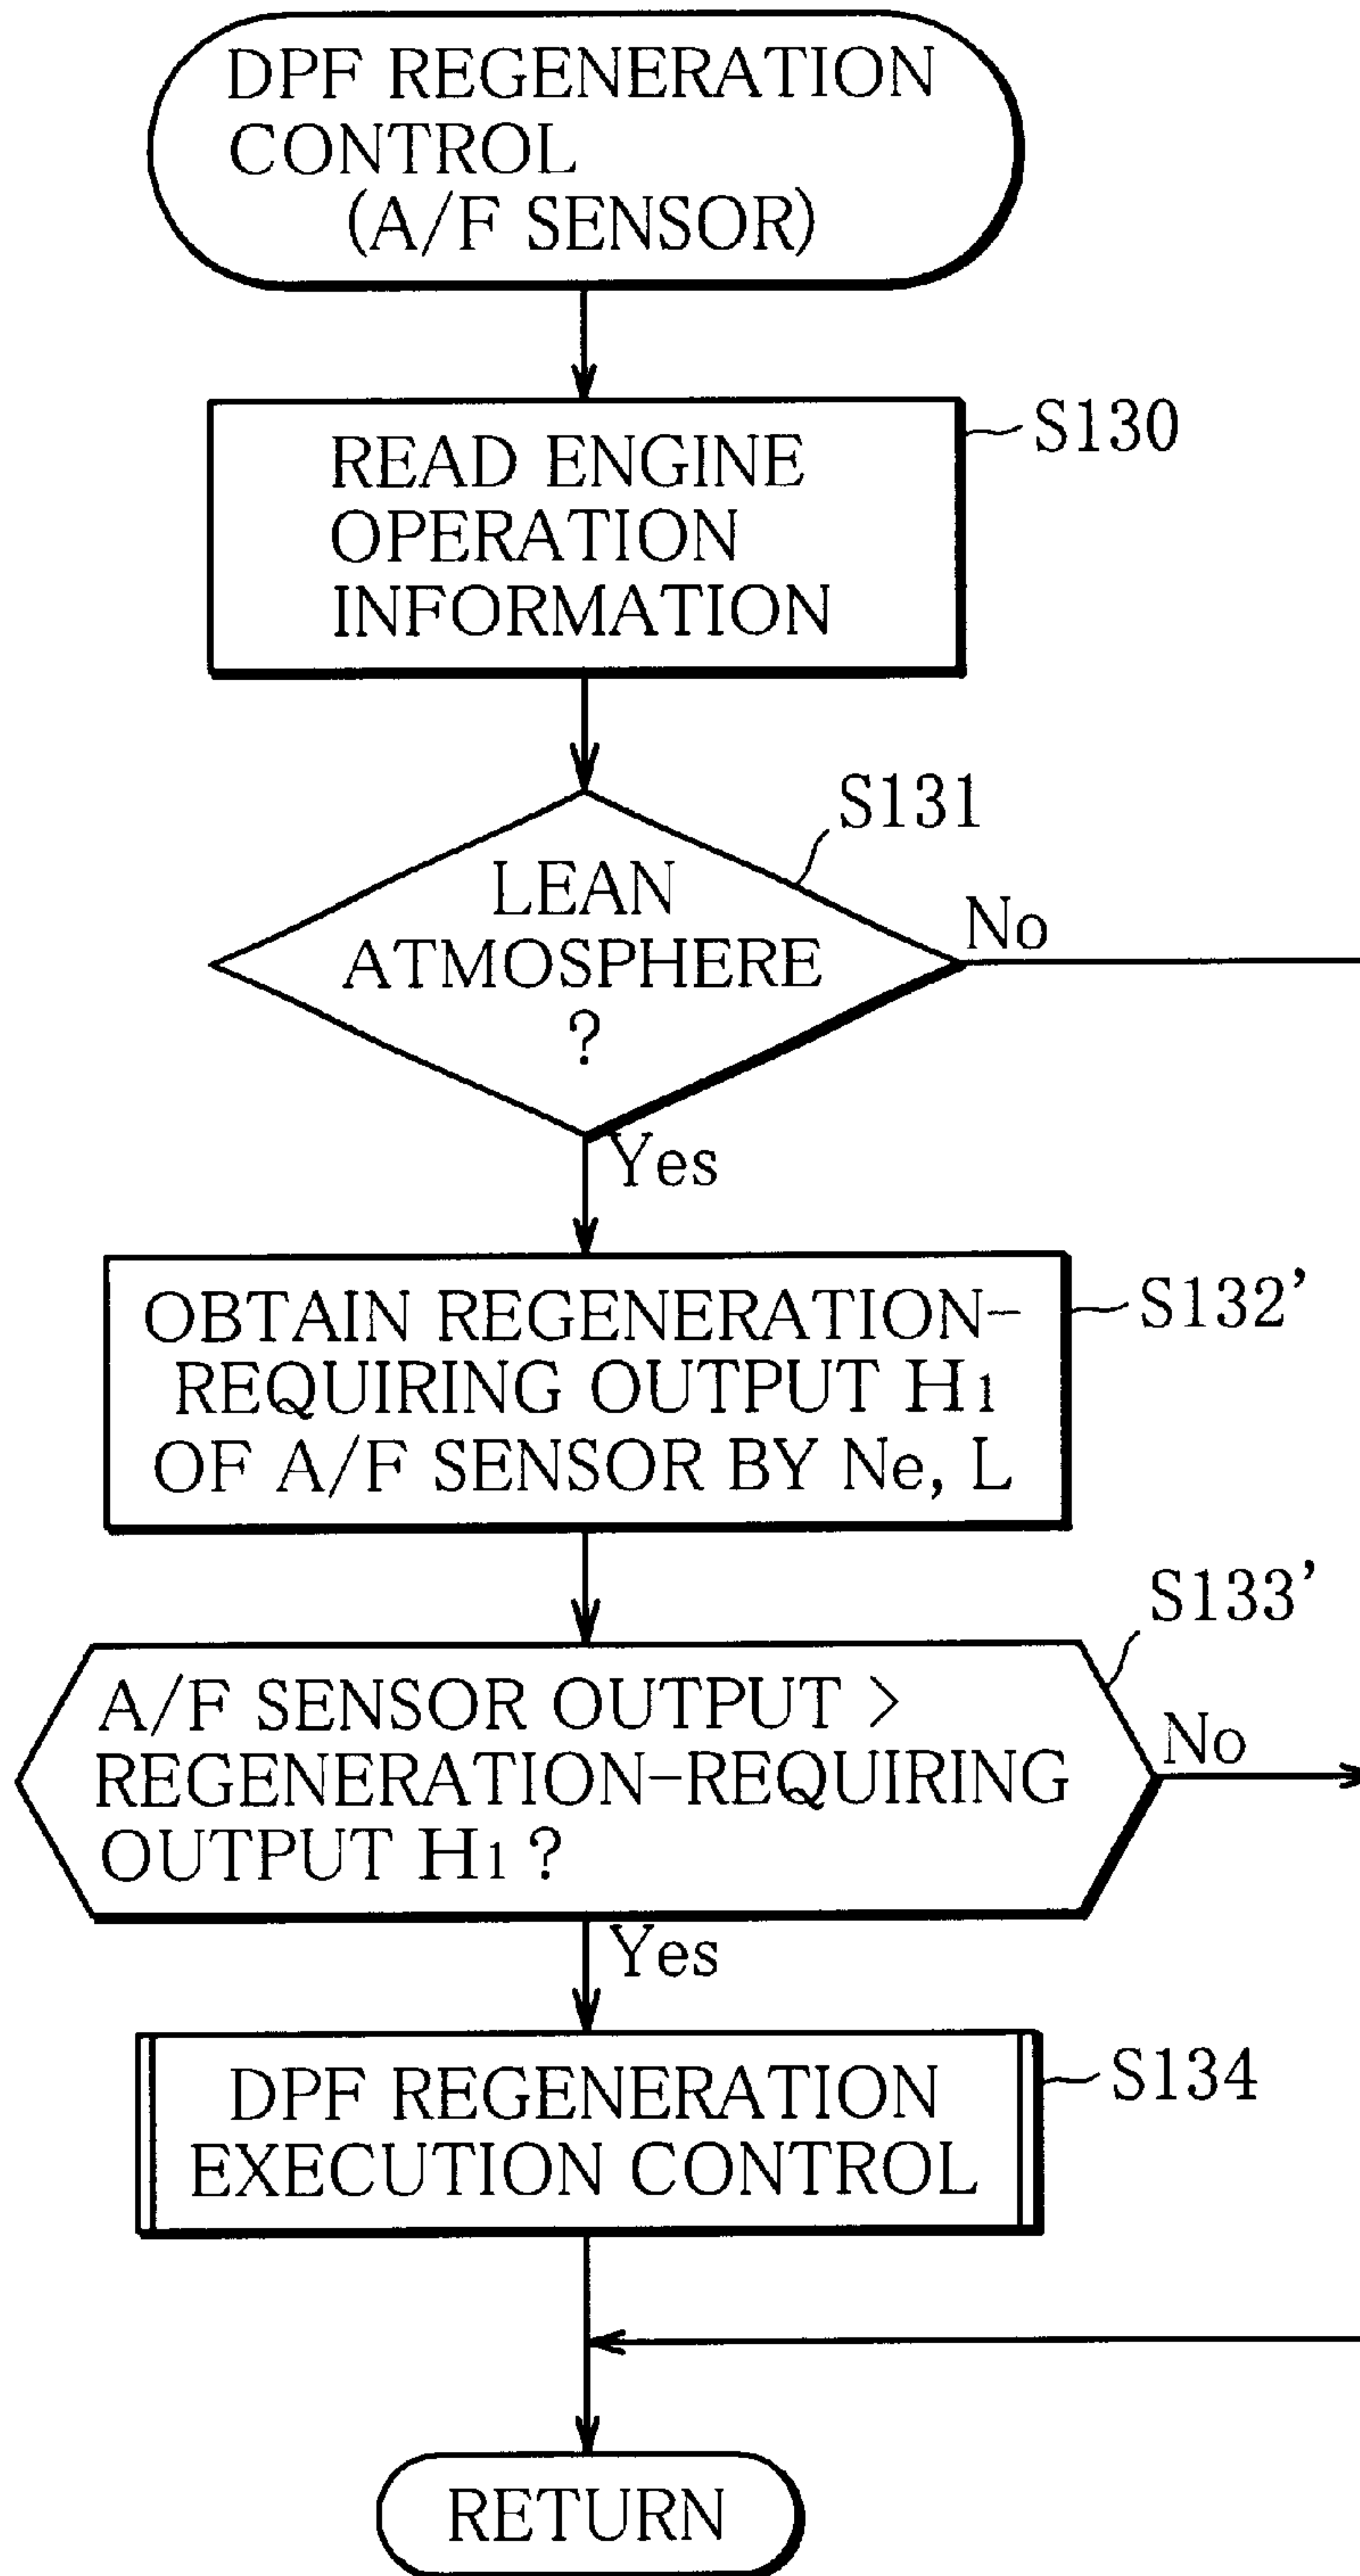 DPF REGENERATION
CONTROL
(A/F SENSOR)
READ ENGINE
OPERATION
INFORMATION
S130
LEAN
ATMOSPHERE
?
S131
No
Yes
OBTAIN REGENERATION-
REQUIRING OUTPUT H1
OF A/F SENSOR BY Ne, L
S132'
A/F SENSOR OUTPUT >
REGENERATION-REQUIRING
OUTPUT H1 ?
S133'
No
Yes
DPF REGENERATION
EXECUTION CONTROL
S134
RETURN